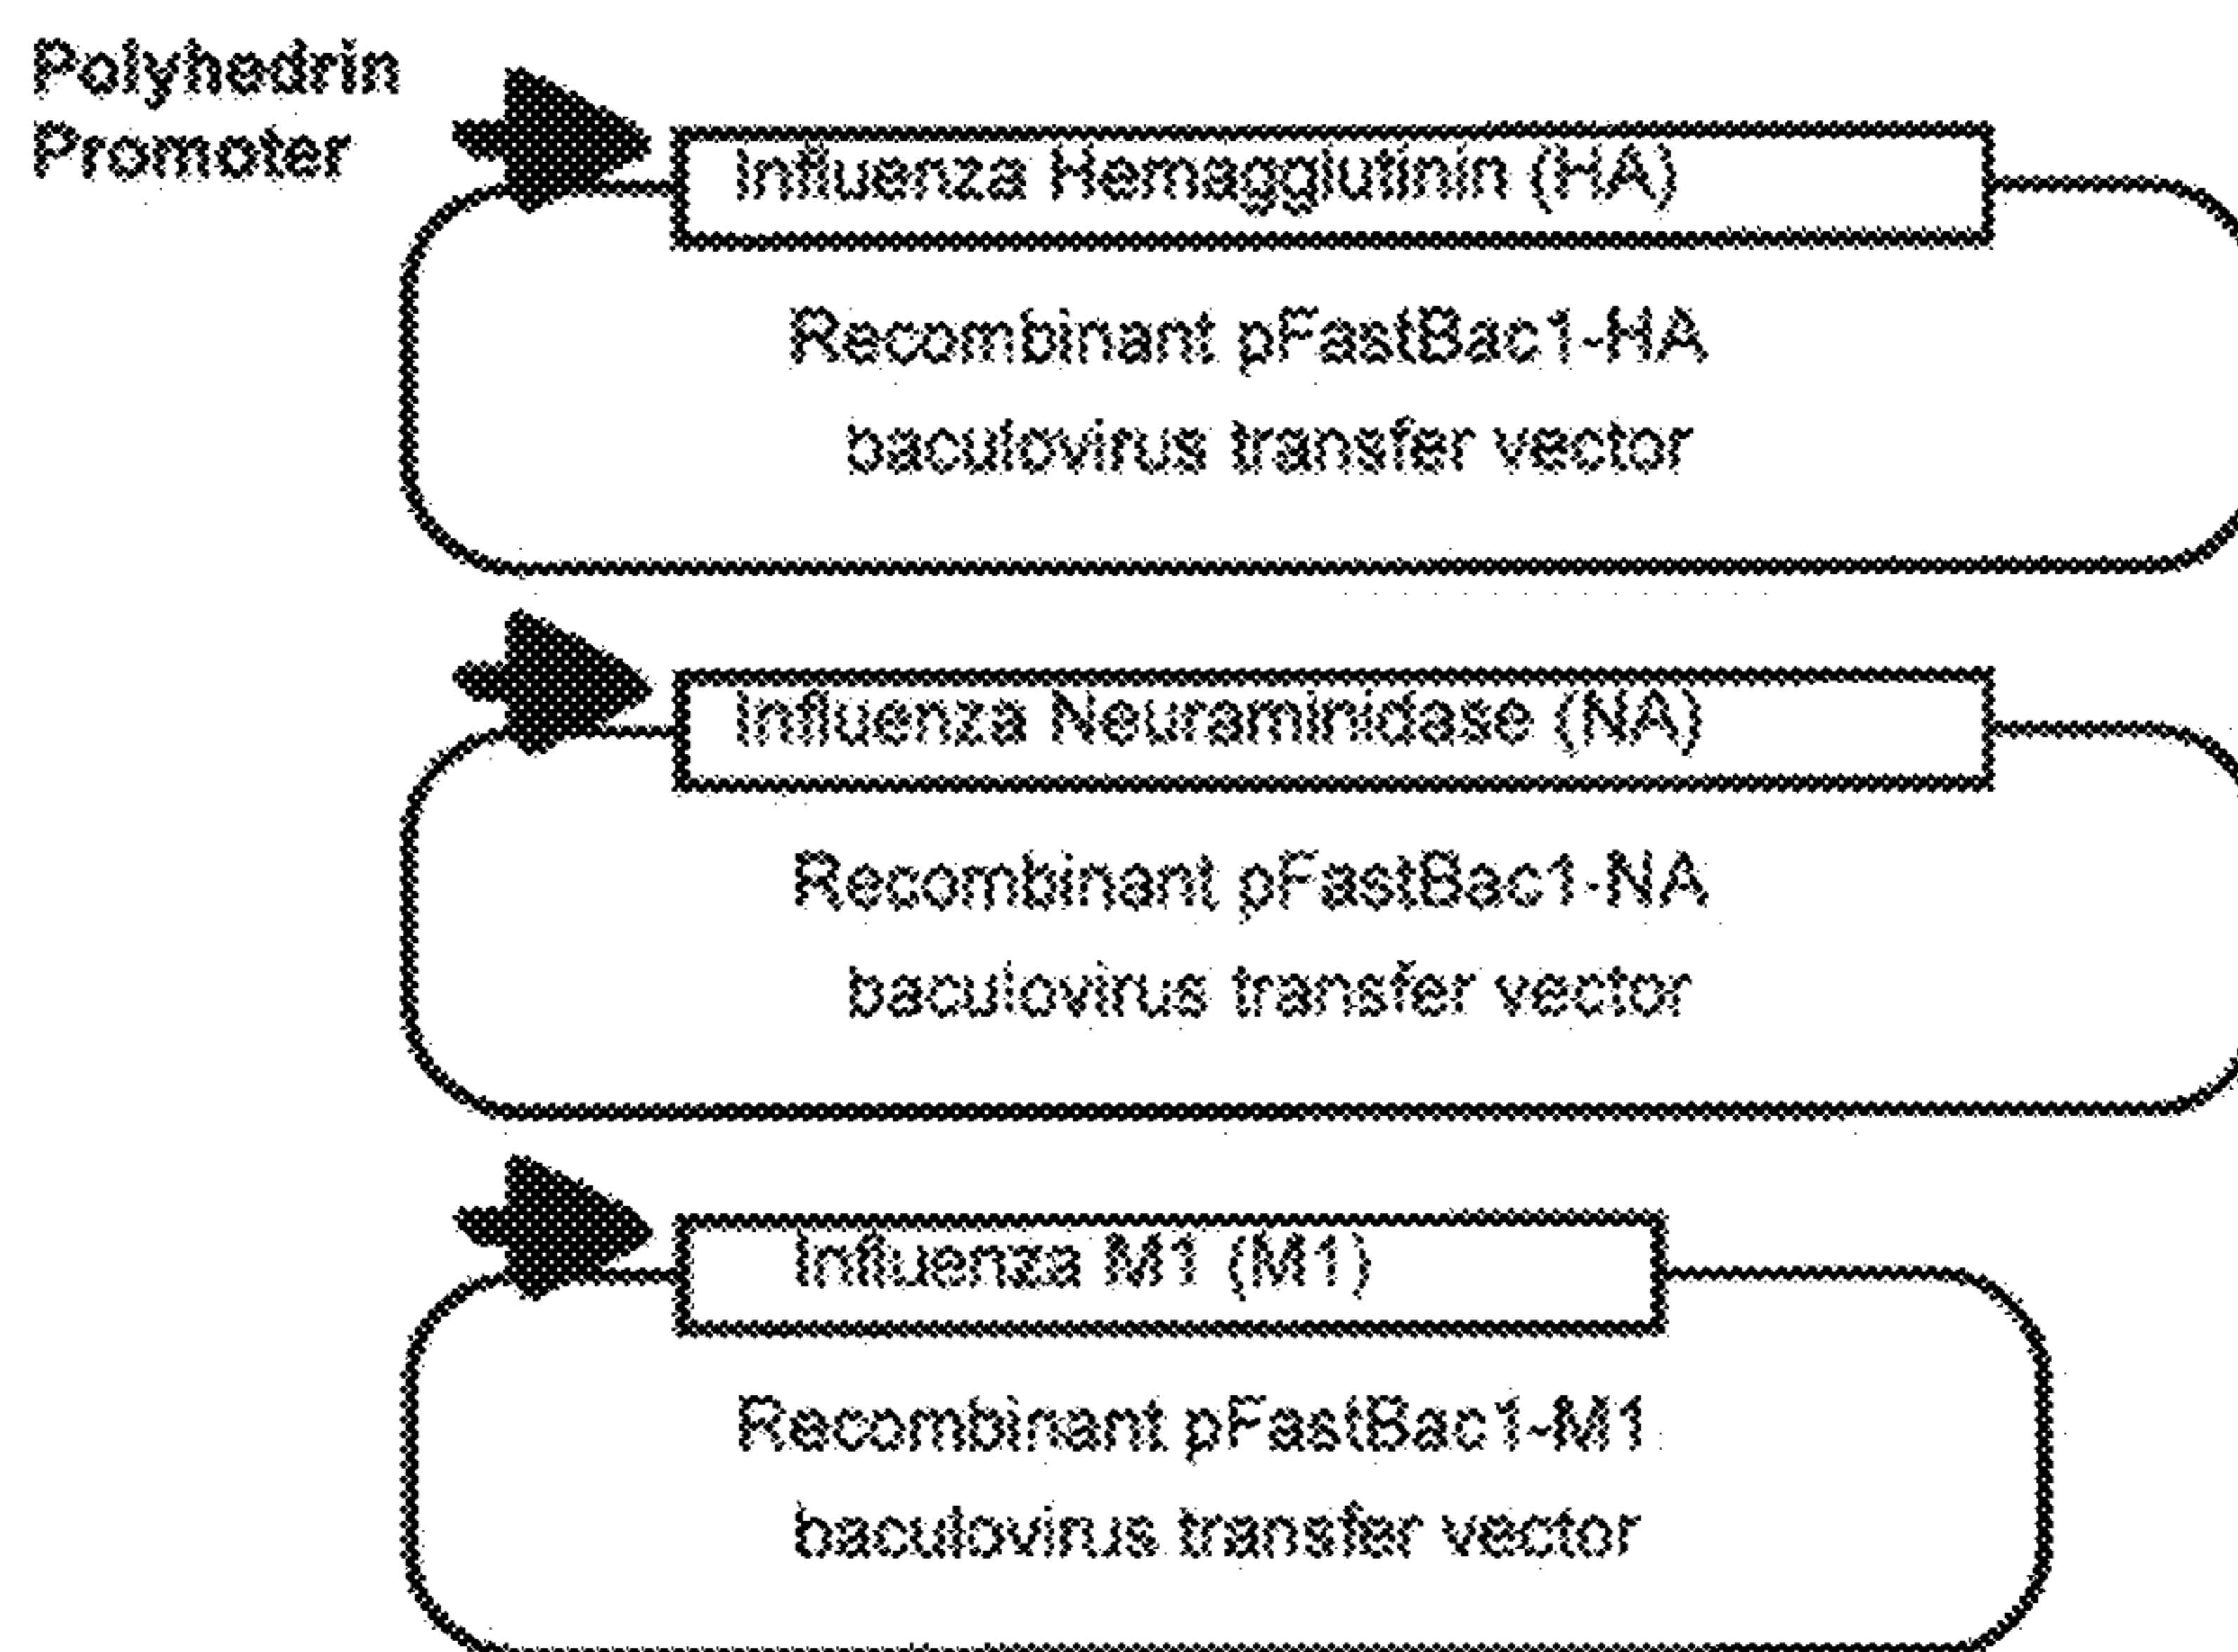 Polyhedrin
Promoter
Influenza Hemagglutinin (HA)
Recombinant pFastBac1-HA
baculovirus transfer vector
Influenza Neuraminidase (NA)
Recombinant pFastBac1-NA
baculovirus transfer vector
Influenza M1 (M1)
Recombinant pFastBac1-M1
baculovirus transfer vector